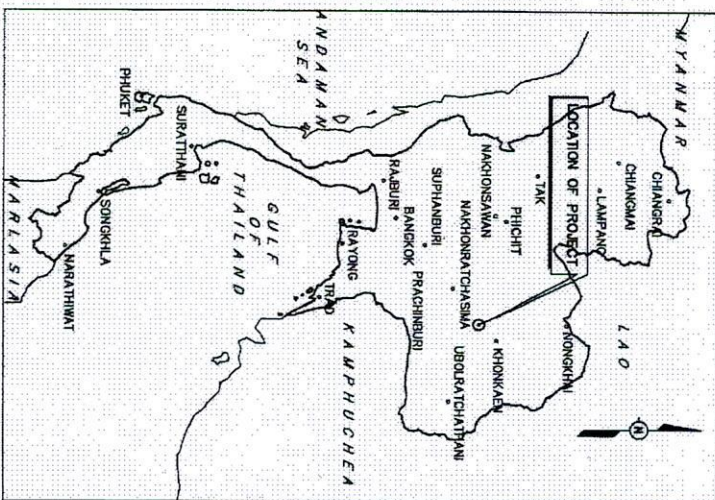 MYANMAR
CHIANGRAI
CHIANGMAI
LAMPANG
LAO
LOCATION OF PROJECT
NONGKHAI
TAK
PHICHIT
KHONKAEN
NAKHONSAWAN
NAKHONRATCHASIMA
UBOLRATCHATHANI
SUPHANBURI
PRACHINBURI
BANGKOK
RAJBURI
RAYONG
TRAD
KAMPHUCHEA
ANDAMAN
SEA
GULF
OF
THAILAND
SURATTHANI
PHUKET
SONGKHLA
NARATHIWAT
MARLASIA
N